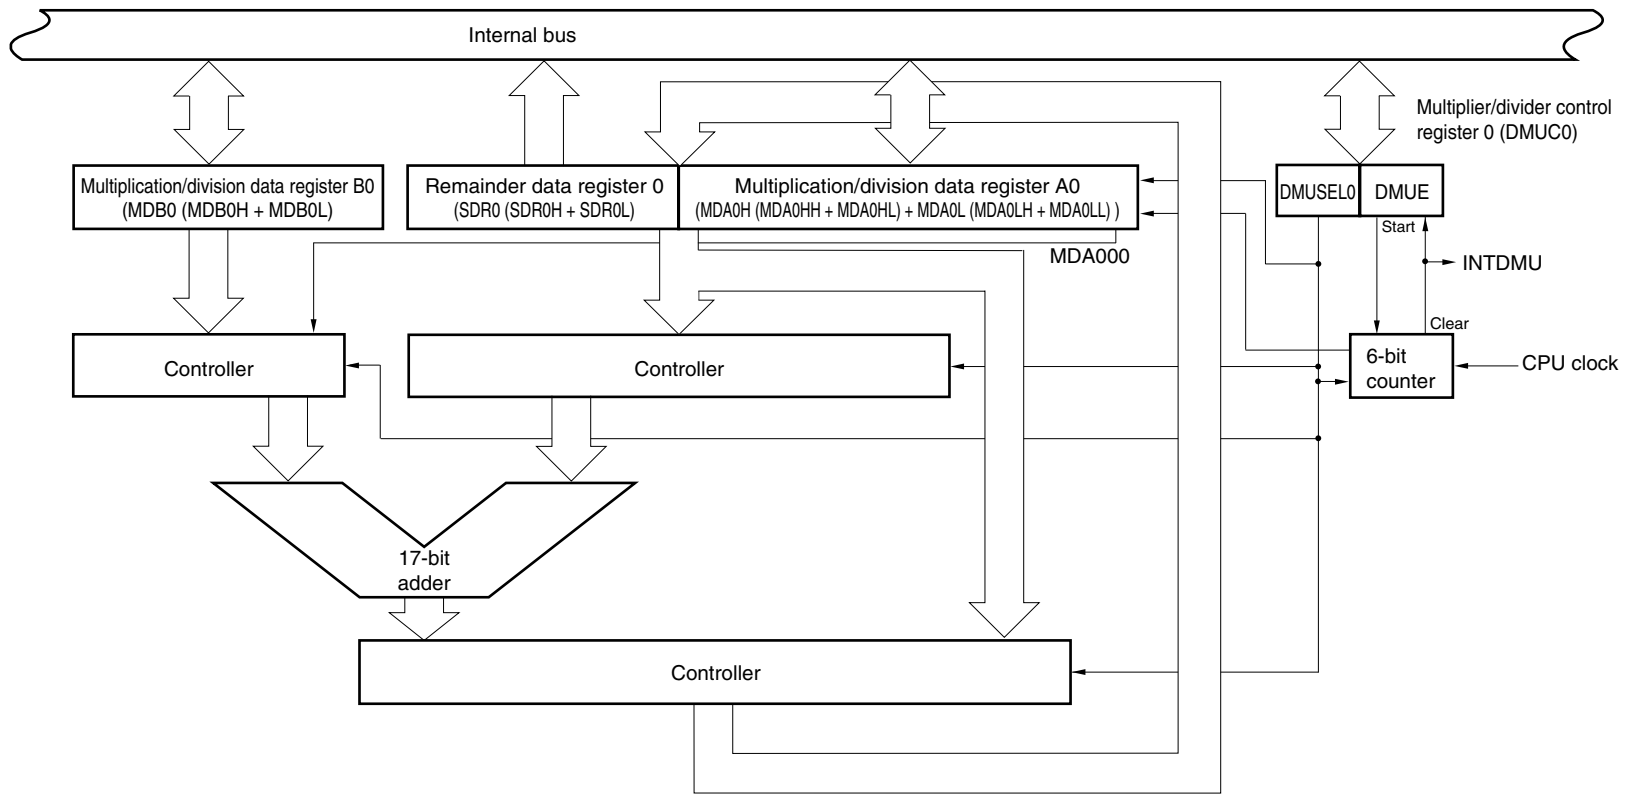 Internal bus
Multiplier/divider control
register 0 (DMUC0)
Multiplication/division data register B0
(MDB0 (MDB0H + MDB0L)
Remainder data register 0
(SDR0 (SDR0H + SDR0L)
Multiplication/division data register A0
(MDA0H (MDA0HH + MDA0HL) + MDA0L (MDA0LH + MDA0LL) )
DMUSEL0
DMUE
Start
MDA000
INTDMU
Clear
Controller
Controller
6-bit
counter
CPU clock
17-bit
adder
Controller